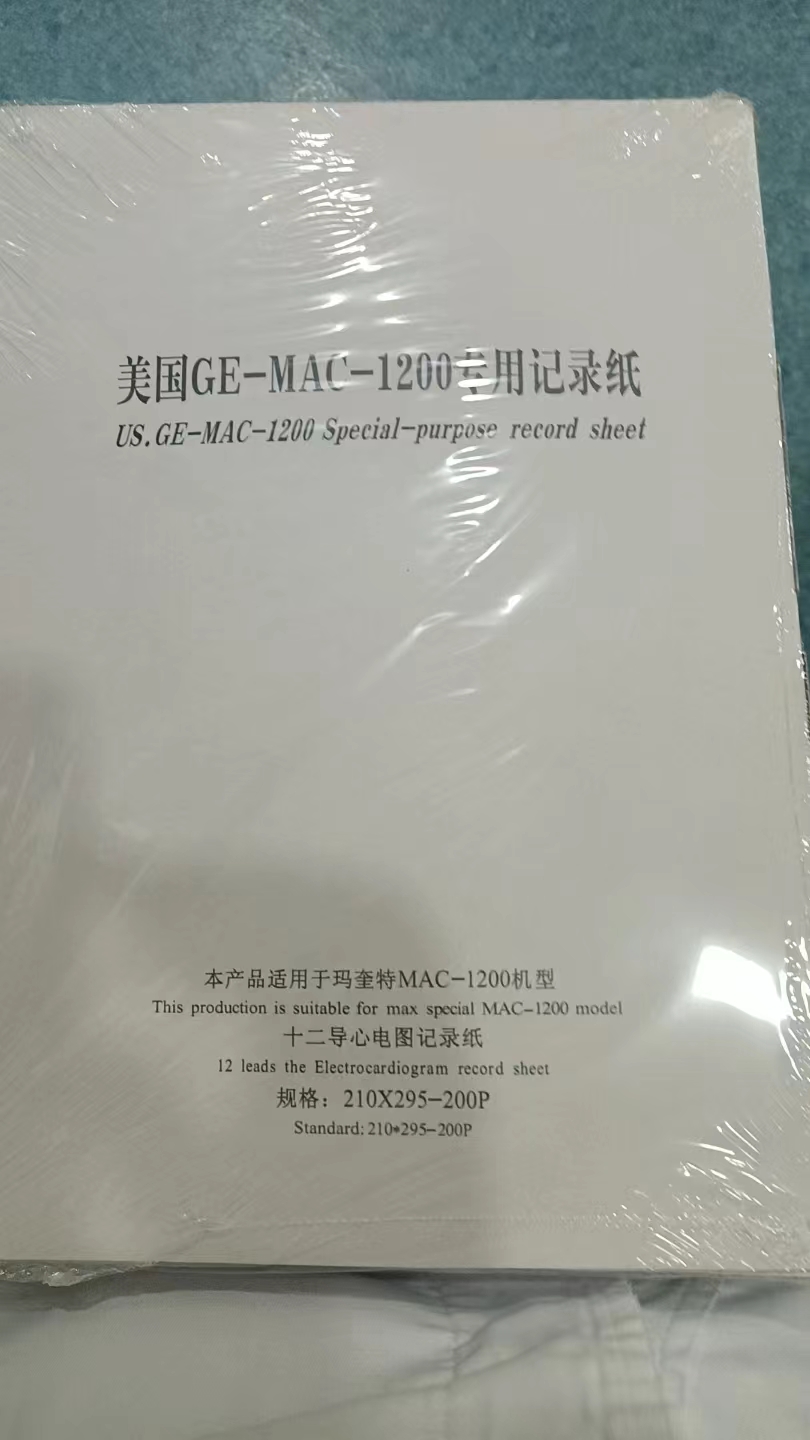 美国GE-MAC-1200专用记录纸
US.GE-MAC-1200 Special-purpose record sheet
本产品适用于玛奎特MAC-1200机型
This production is suitable for max special MAC-1200 model
十二导心电图记录纸
12 leads the Electrocardiogram record sheet
规格：210X295-200P
Standard: 210*295-200P